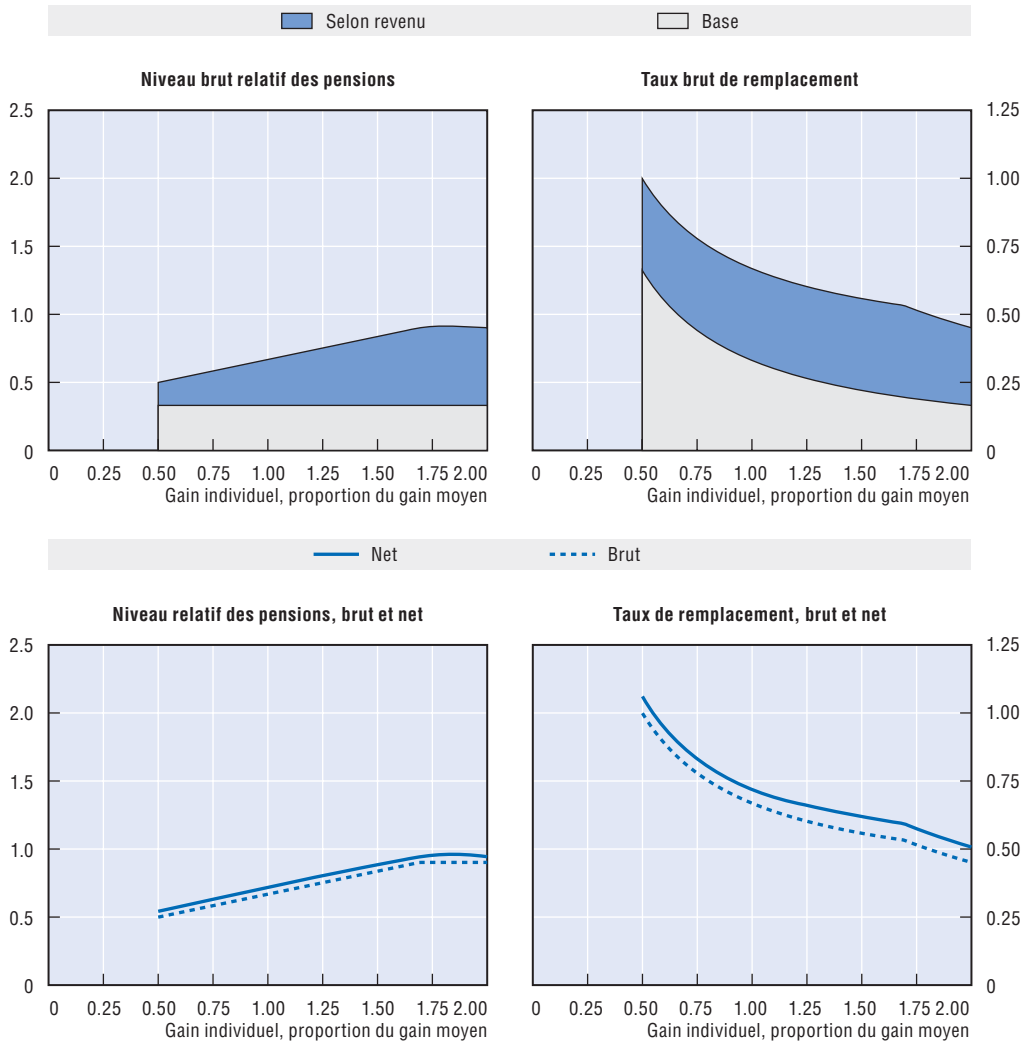 Selon revenu Base
Niveau brut relatif des pensions
2.5
2.0
1.5
1.0
0.5
0
0 0.25 0.50 0.75 1.00 1.25 1.50 1.75 2.00
Gain individuel, proportion du gain moyen
Taux brut de remplacement
1.25
1.00
0.75
0.50
0.25
0
0 0.25 0.50 0.75 1.00 1.25 1.50 1.75 2.00
Gain individuel, proportion du gain moyen
Net Brut
Niveau relatif des pensions, brut et net
2.5
2.0
1.5
1.0
0.5
0
0 0.25 0.50 0.75 1.00 1.25 1.50 1.75 2.00
Gain individuel, proportion du gain moyen
Taux de remplacement, brut et net
1.25
1.00
0.75
0.50
0.25
0
0 0.25 0.50 0.75 1.00 1.25 1.50 1.75 2.00
Gain individuel, proportion du gain moyen